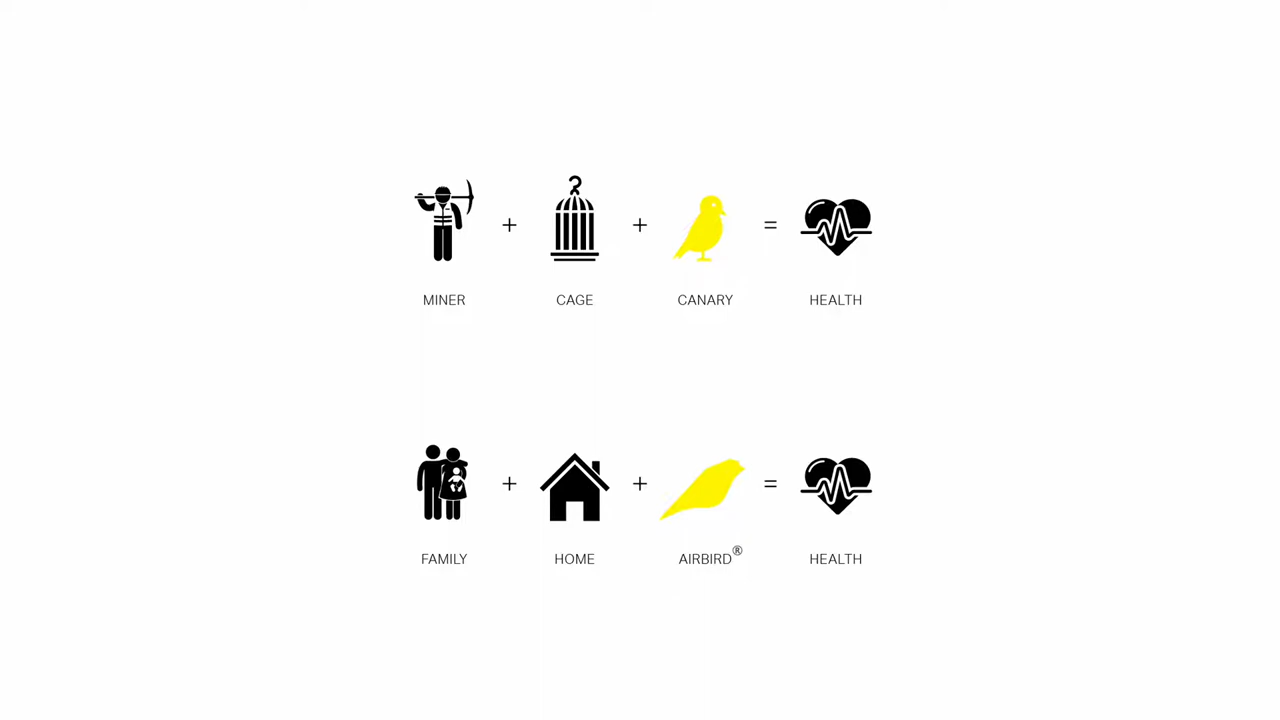 + + =
MINER CAGE CANARY HEALTH
+ + =
FAMILY HOME AIRBIRD® HEALTH